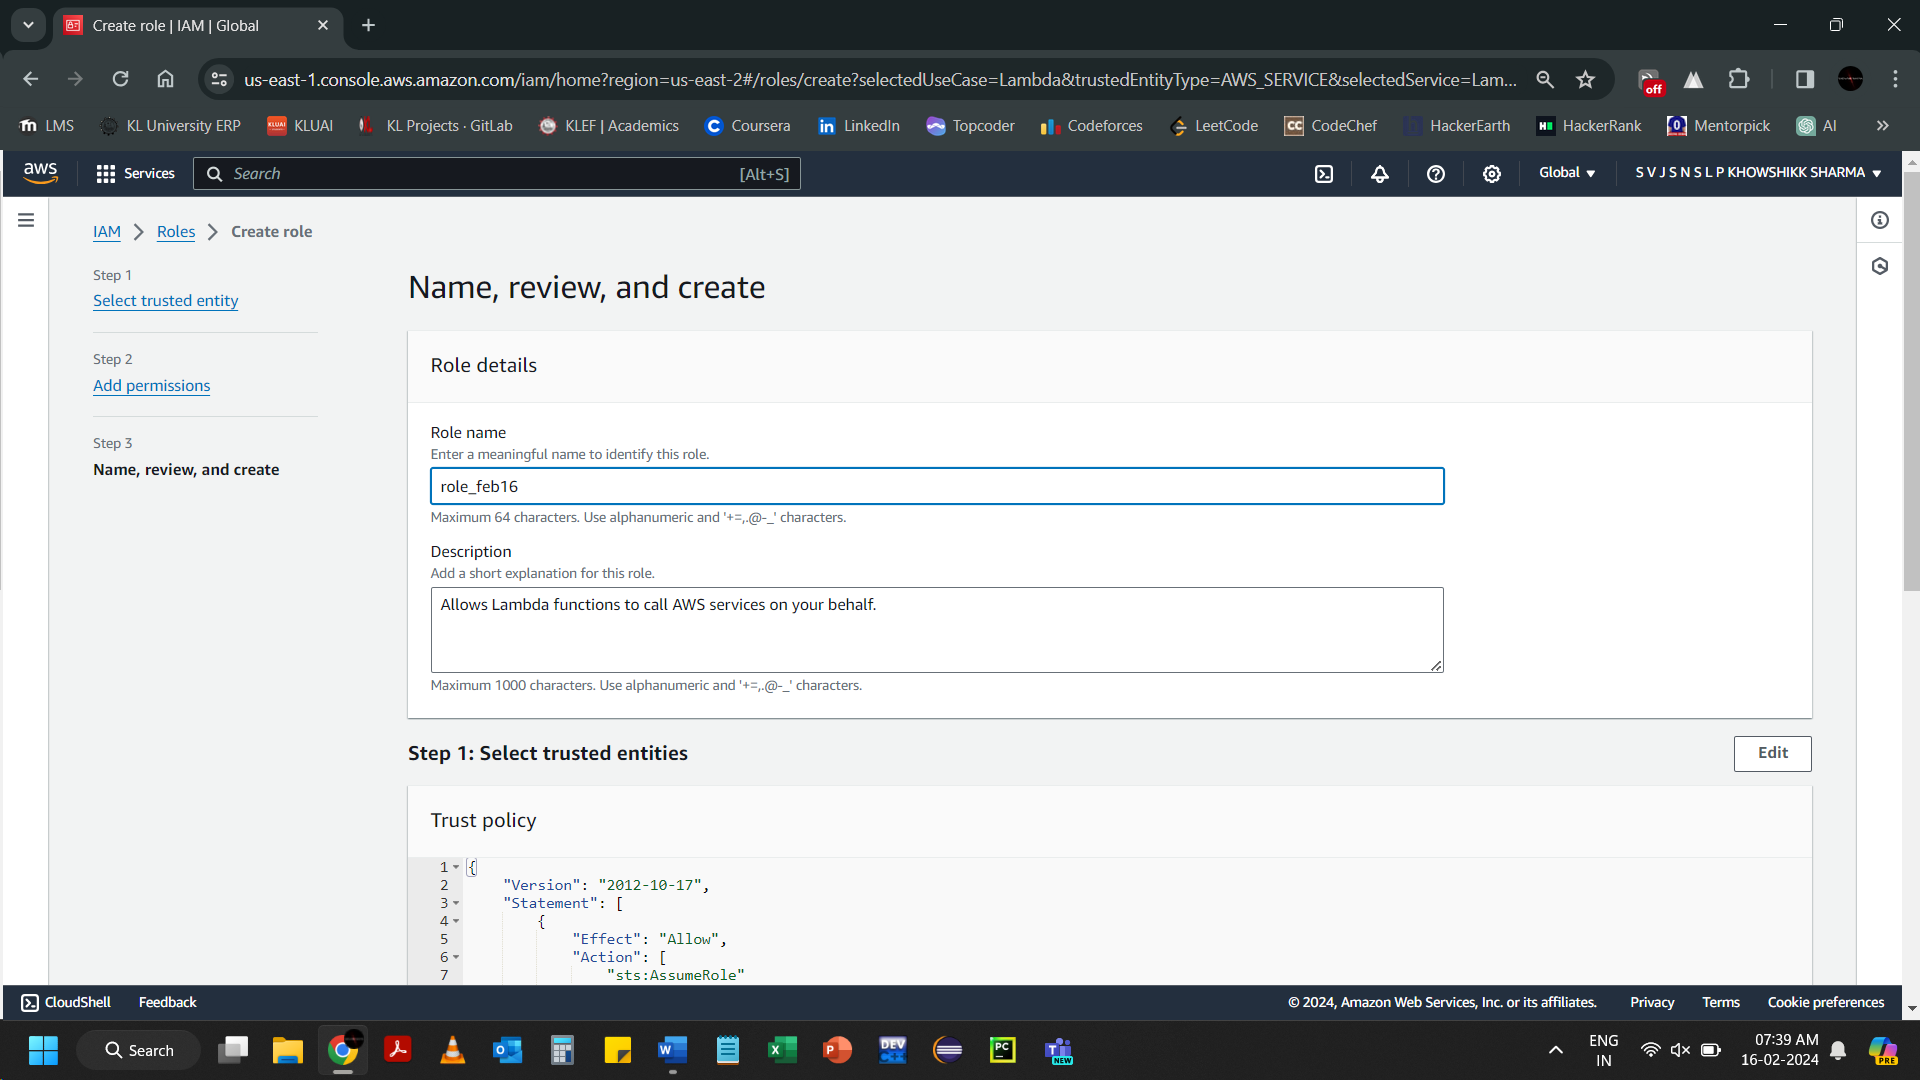 Create role | IAM | Global
us-east-1.console.aws.amazon.com/iam/home?region=us-east-2#/roles/create?selectedUseCase=Lambda&trustedEntityType=AWS_SERVICE&selectedService=Lam...
off
LMS
KL University ERP
KLUAI
KLUAI
KL Projects · GitLab
KLEF | Academics
Coursera
LinkedIn
Topcoder
Codeforces
LeetCode
CodeChef
HackerEarth
HackerRank
Mentorpick
AI
aws
Services
Search
[Alt+S]
Global
S V J S N S L P KHOWSHIKK SHARMA
IAM
Roles
Create role
Step 1
Select trusted entity
Step 2
Add permissions
Step 3
Name, review, and create
Name, review, and create
Role details
Role name
Enter a meaningful name to identify this role.
role_feb16
Maximum 64 characters. Use alphanumeric and '+=,.@-_' characters.
Description
Add a short explanation for this role.
Allows Lambda functions to call AWS services on your behalf.
Maximum 1000 characters. Use alphanumeric and '+=,.@-_' characters.
Step 1: Select trusted entities
Edit
Trust policy
1 {
2 "Version": "2012-10-17",
3 "Statement": [
4 {
5 "Effect": "Allow",
6 "Action": [
7 "sts:AssumeRole"
CloudShell
Feedback
© 2024, Amazon Web Services, Inc. or its affiliates.
Privacy
Terms
Cookie preferences
Search
DEV
PC
NEW
ENG
IN
07:39 AM
16-02-2024
PRE